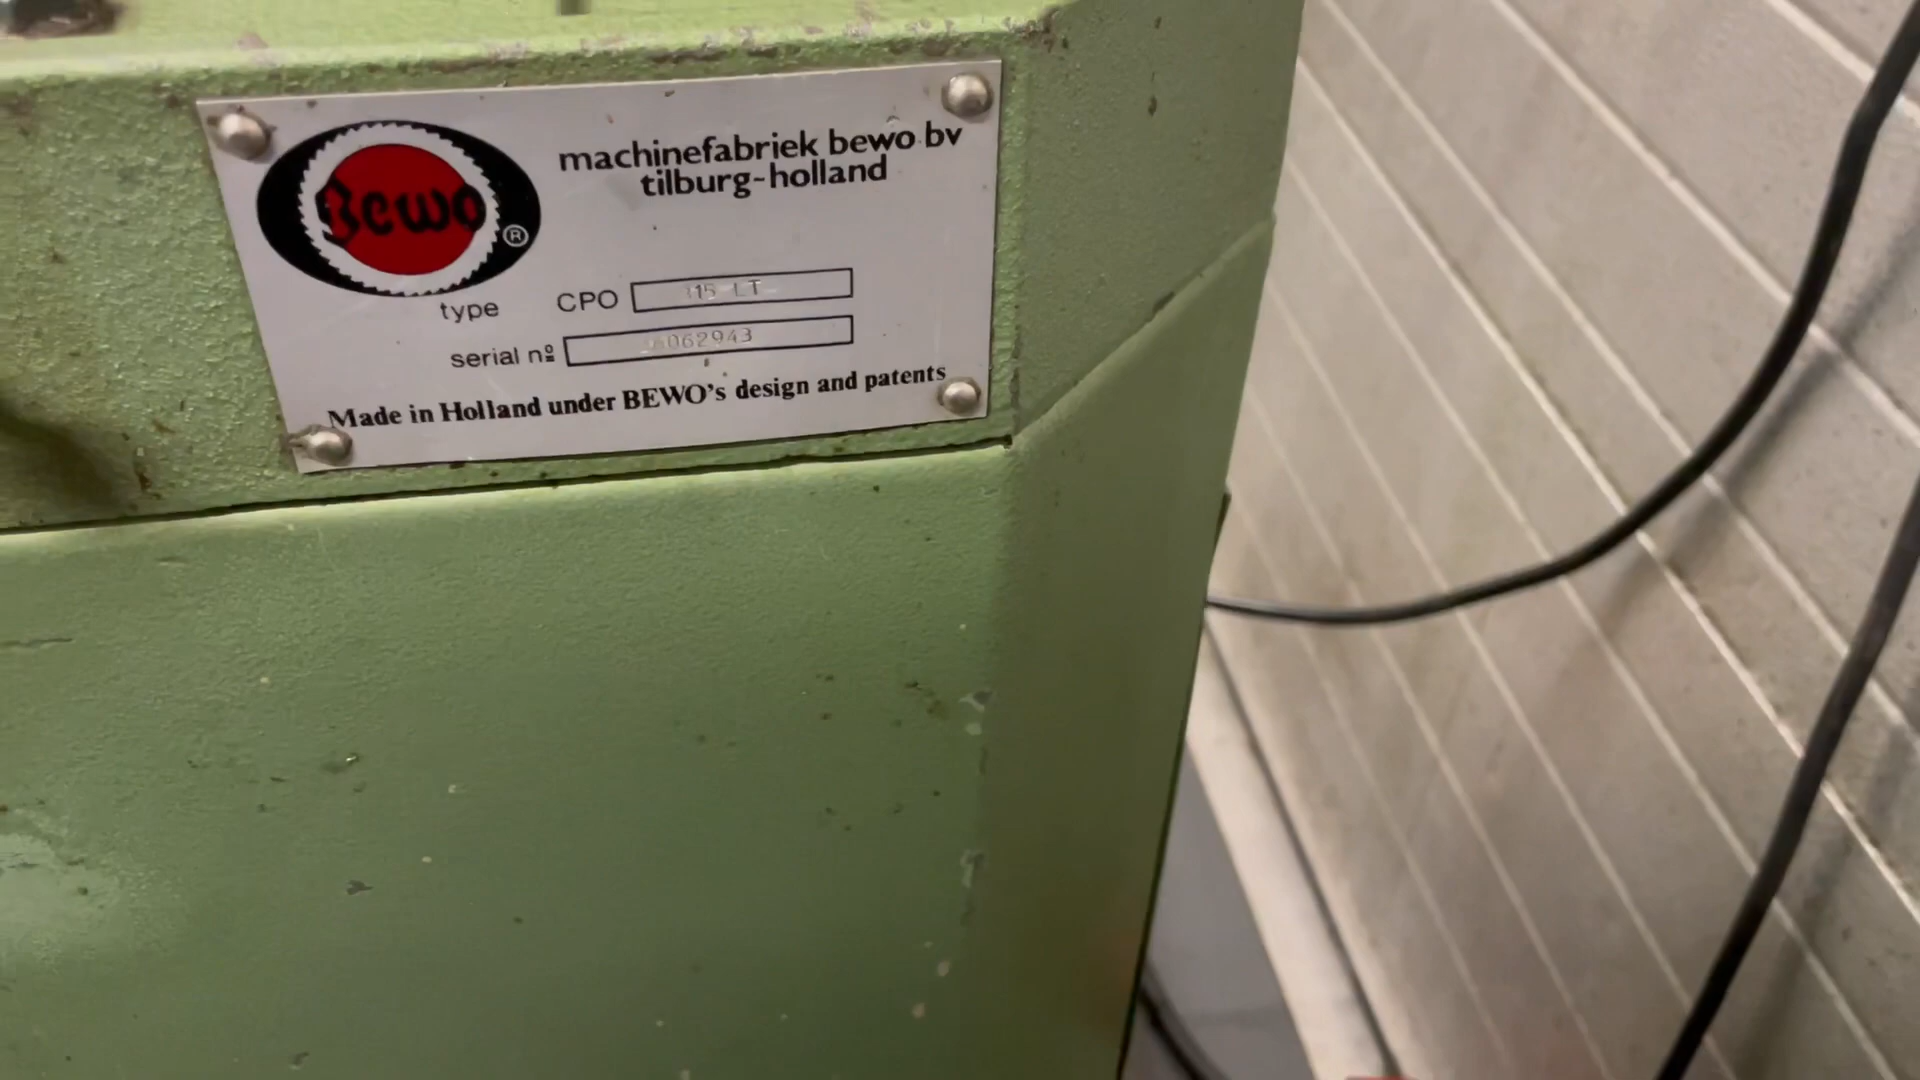 Bewo
®
machinefabriek bewo bv
tilburg-holland
type CPO LT
serial nº
Made in Holland under BEWO's design and patents